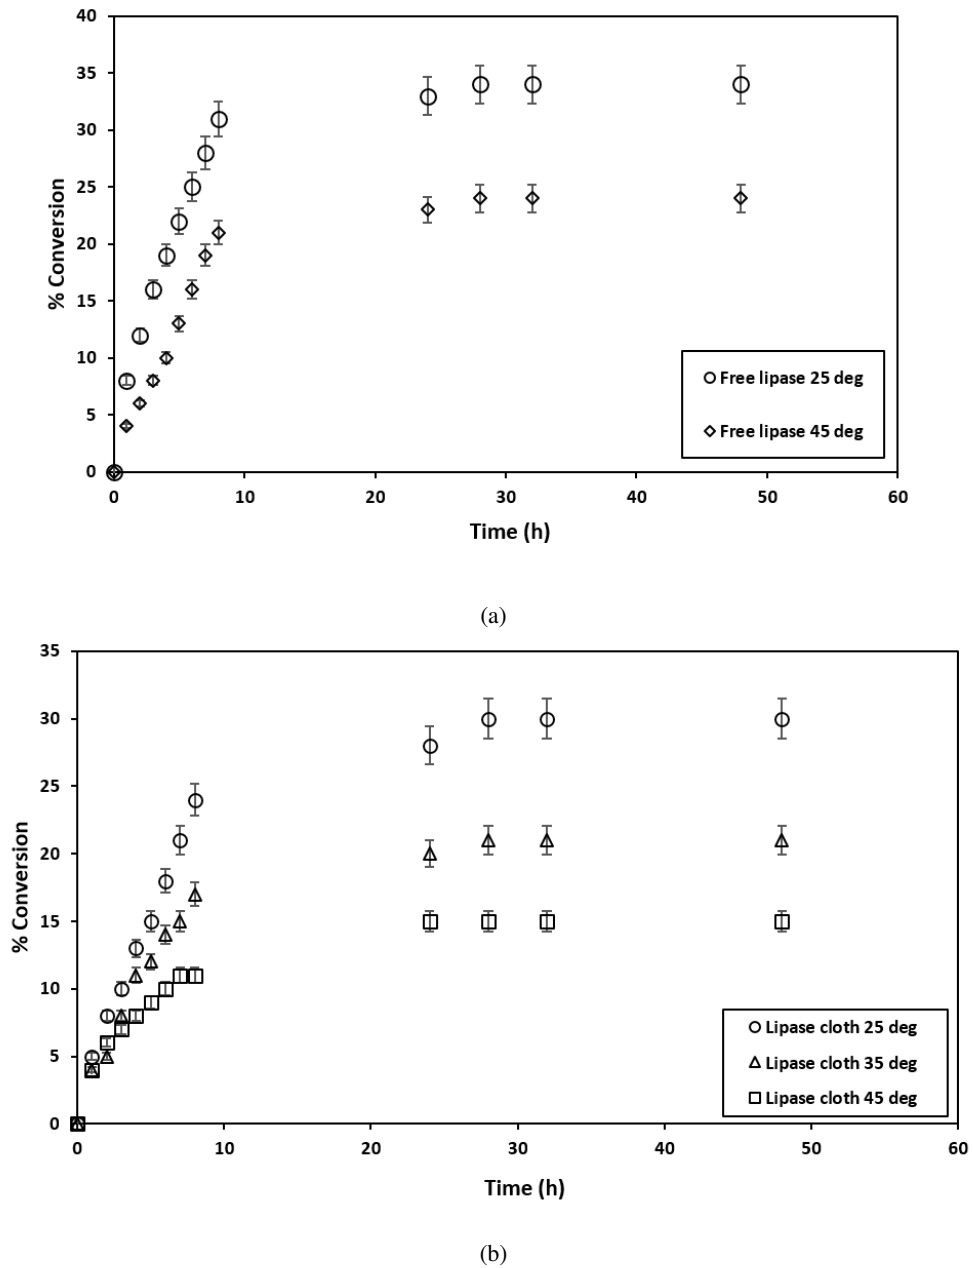 40
35
30
25
20
15
10
5
0
% Conversion
Free lipase 25 deg
Free lipase 45 deg
0 10 20 30 40 50 60
Time (h)
(a)
35
30
25
20
15
10
5
0
% Conversion
Lipase cloth 25 deg
Lipase cloth 35 deg
Lipase cloth 45 deg
0 10 20 30 40 50 60
Time (h)
(b)